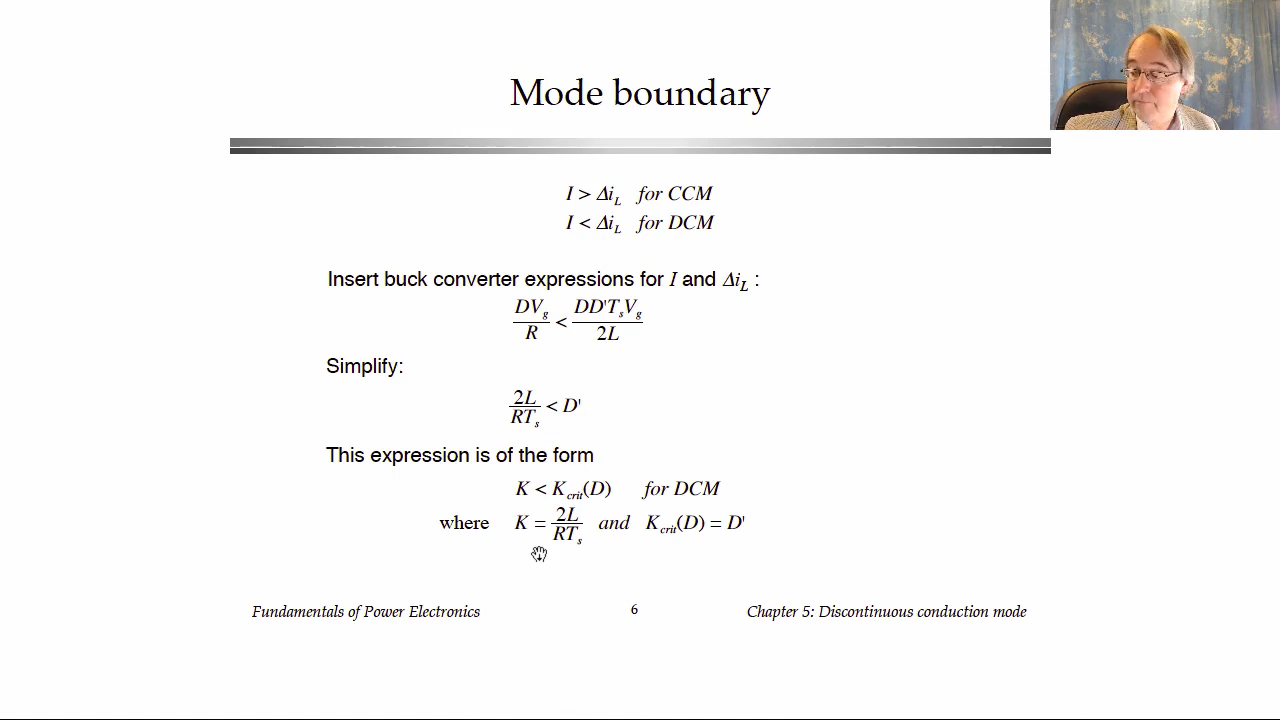 Mode boundary
I > Δi_L for CCM
I < Δi_L for DCM
Insert buck converter expressions for I and Δi_L :
DV_g / R < DD'T_sV_g / 2L
Simplify:
2L / RT_s < D'
This expression is of the form
K < K_crit(D) for DCM
where K = 2L / RT_s and K_crit(D) = D'
Fundamentals of Power Electronics 6 Chapter 5: Discontinuous conduction mode